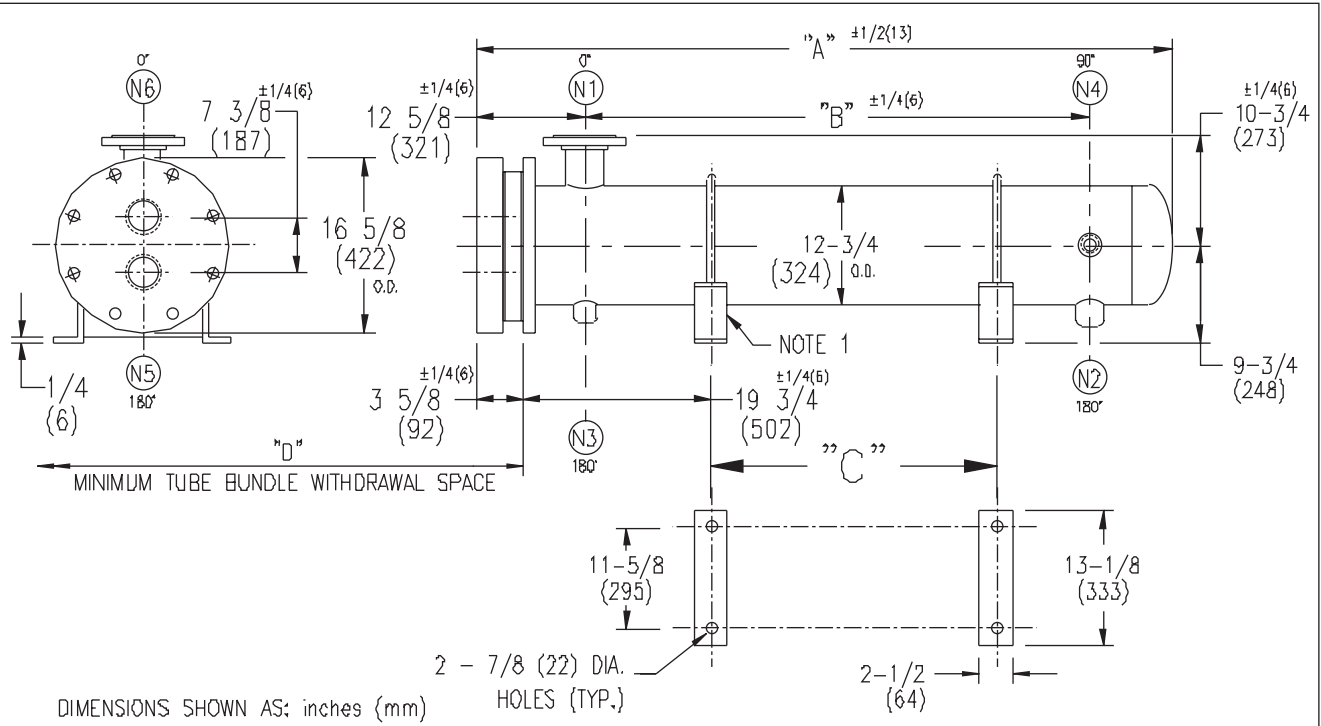 "A" ±1/2(13)
0°
N6
±1/4(6)
7 3/8
(187)
±1/4(6)
12 5/8
(321)
0°
N1
"B" ±1/4(6)
90°
N4
±1/4(6)
10-3/4
(273)
16 5/8
(422)
O.D.
12-3/4
(324) O.D.
NOTE 1
N5
180°
1/4
(6)
±1/4(6)
3 5/8
(92)
N3
180°
±1/4(6)
19 3/4
(502)
N2
180°
9-3/4
(248)
"D"
MINIMUM TUBE BUNDLE WITHDRAWAL SPACE
"C"
11-5/8
(295)
13-1/8
(333)
2 - 7/8 (22) DIA.
HOLES (TYP.)
2-1/2
(64)
DIMENSIONS SHOWN AS: inches (mm)